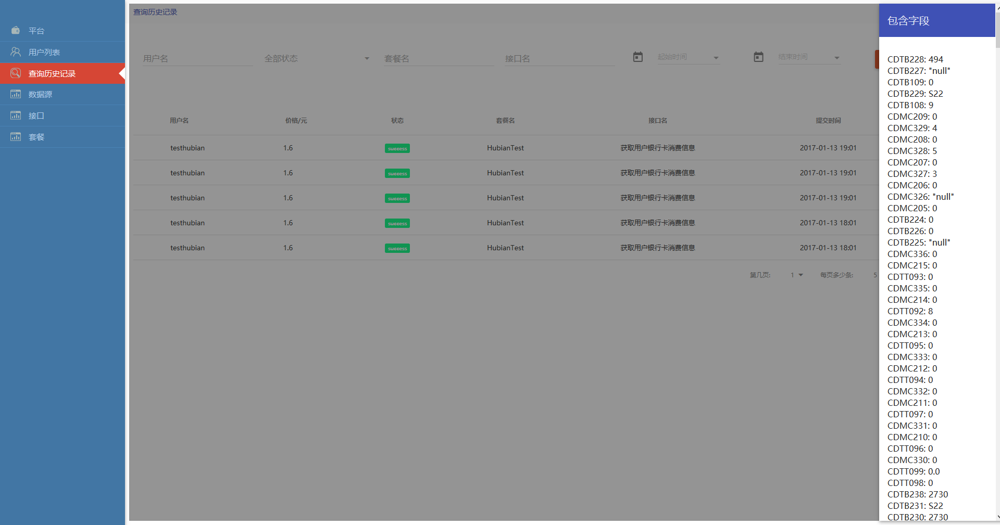 平台
用户列表
查询历史记录
数据源
接口
套餐
查询历史记录
用户名 全部状态 套餐名 接口名 起始时间 结束时间
用户名 价格/元 状态 套餐名 接口名 提交时间
testhubian 1.6 success HubianTest 获取用户银行卡消费信息 2017-01-13 19:01
testhubian 1.6 success HubianTest 获取用户银行卡消费信息 2017-01-13 19:01
testhubian 1.6 success HubianTest 获取用户银行卡消费信息 2017-01-13 19:01
testhubian 1.6 success HubianTest 获取用户银行卡消费信息 2017-01-13 18:01
testhubian 1.6 success HubianTest 获取用户银行卡消费信息 2017-01-13 18:01
第几页: 1 每页多少条: 5
包含字段
CDTB228: 494
CDTB227: "null"
CDTB109: 0
CDTB229: S22
CDTB108: 9
CDMC209: 0
CDMC329: 4
CDMC208: 0
CDMC328: 5
CDMC207: 0
CDMC327: 3
CDMC206: 0
CDMC326: "null"
CDMC205: 0
CDTB224: 0
CDTB226: 0
CDTB225: "null"
CDMC336: 0
CDMC215: 0
CDTT093: 0
CDMC335: 0
CDMC214: 0
CDTT092: 8
CDMC334: 0
CDMC213: 0
CDTT095: 0
CDMC333: 0
CDMC212: 0
CDTT094: 0
CDMC332: 0
CDMC211: 0
CDTT097: 0
CDMC331: 0
CDMC210: 0
CDTT096: 0
CDMC330: 0
CDTT099: 0.0
CDTT098: 0
CDTB238: 2730
CDTB231: S22
CDTB230: 2730